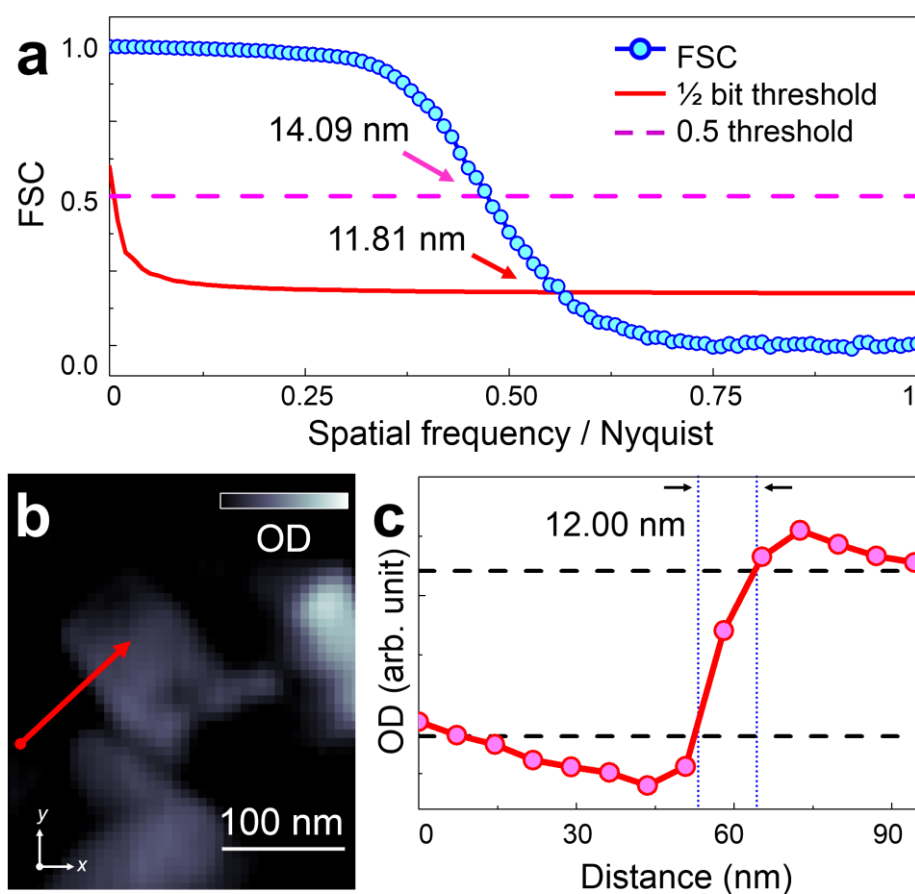 a
1.0
0.5
0.0
FSC
FSC
½ bit threshold
0.5 threshold
14.09 nm
11.81 nm
0
0.25
0.50
0.75
1
Spatial frequency / Nyquist
b
OD
100 nm
y
x
c
12.00 nm
OD (arb. unit)
0
30
60
90
Distance (nm)